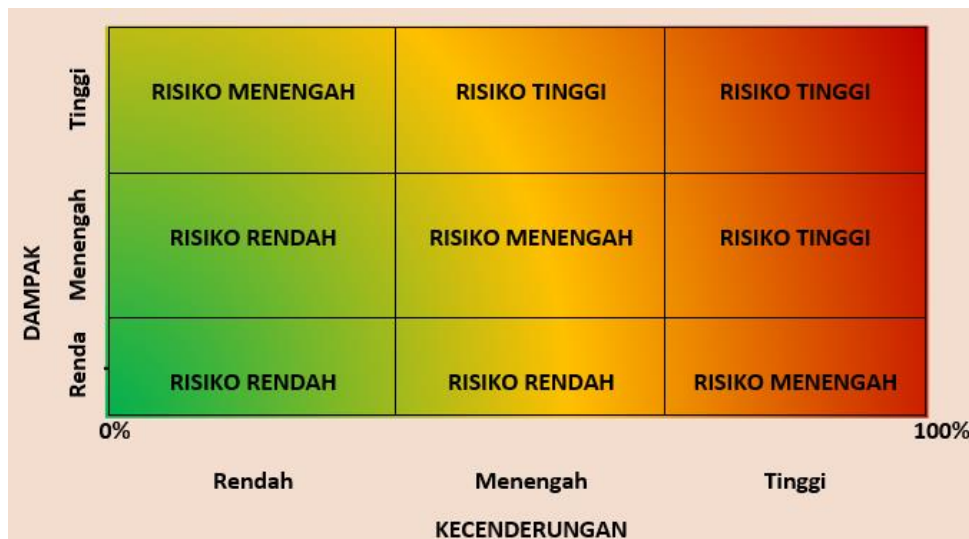 DAMPAK
Tinggi
RISIKO MENENGAH
RISIKO TINGGI
RISIKO TINGGI
Menengah
RISIKO RENDAH
RISIKO MENENGAH
RISIKO TINGGI
Renda
RISIKO RENDAH
RISIKO RENDAH
RISIKO MENENGAH
0%
100%
Rendah
Menengah
Tinggi
KECENDERUNGAN